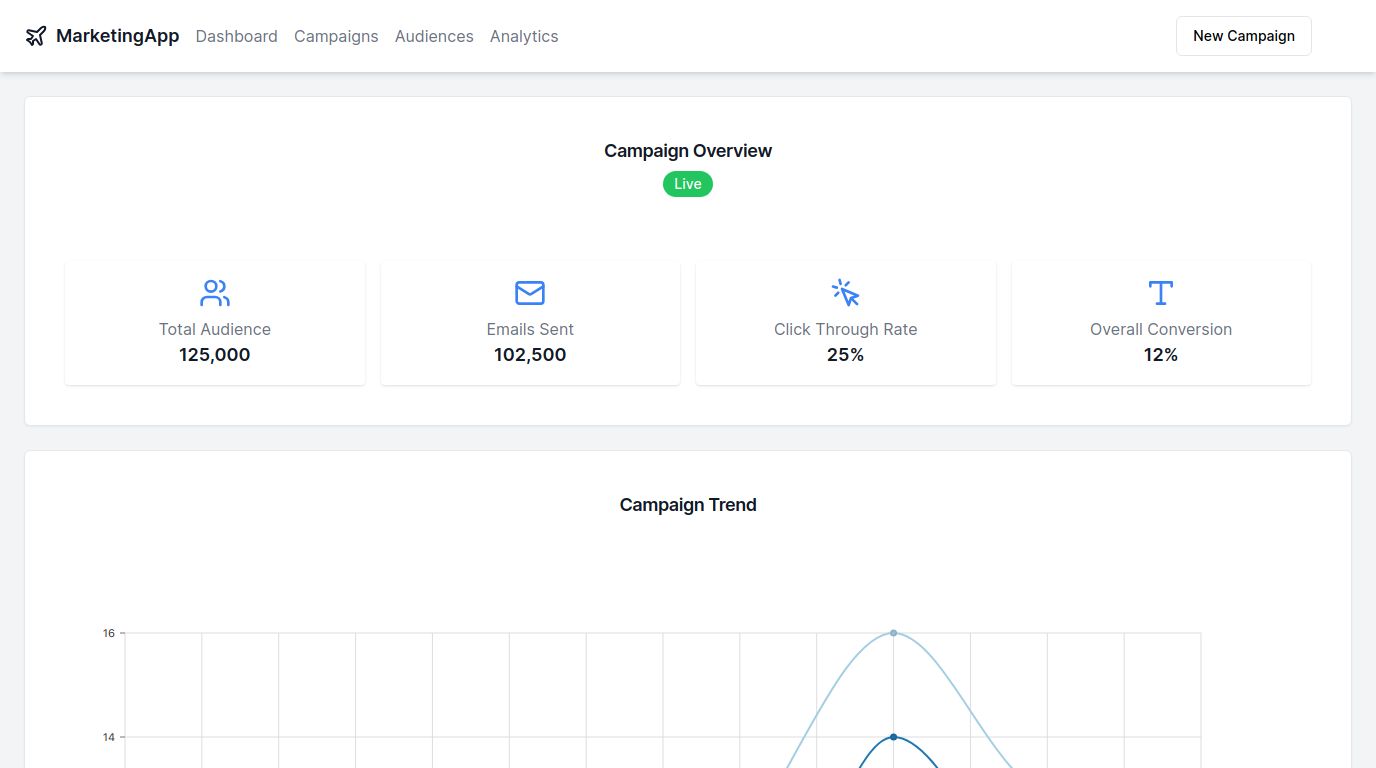 MarketingApp Dashboard Campaigns Audiences Analytics New Campaign
Campaign Overview
Live
Total Audience Emails Sent Click Through Rate Overall Conversion
125,000 102,500 25% 12%
Campaign Trend
16
14